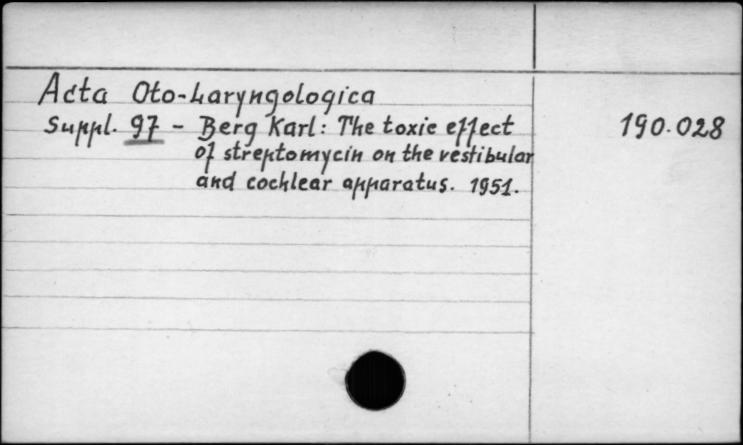 Acta Oto-Laryngologica
Suppl. 97 - Berg Karl: The toxic effect 190.028
of streptomycin on the vestibular
and cochlear apparatus. 1951.